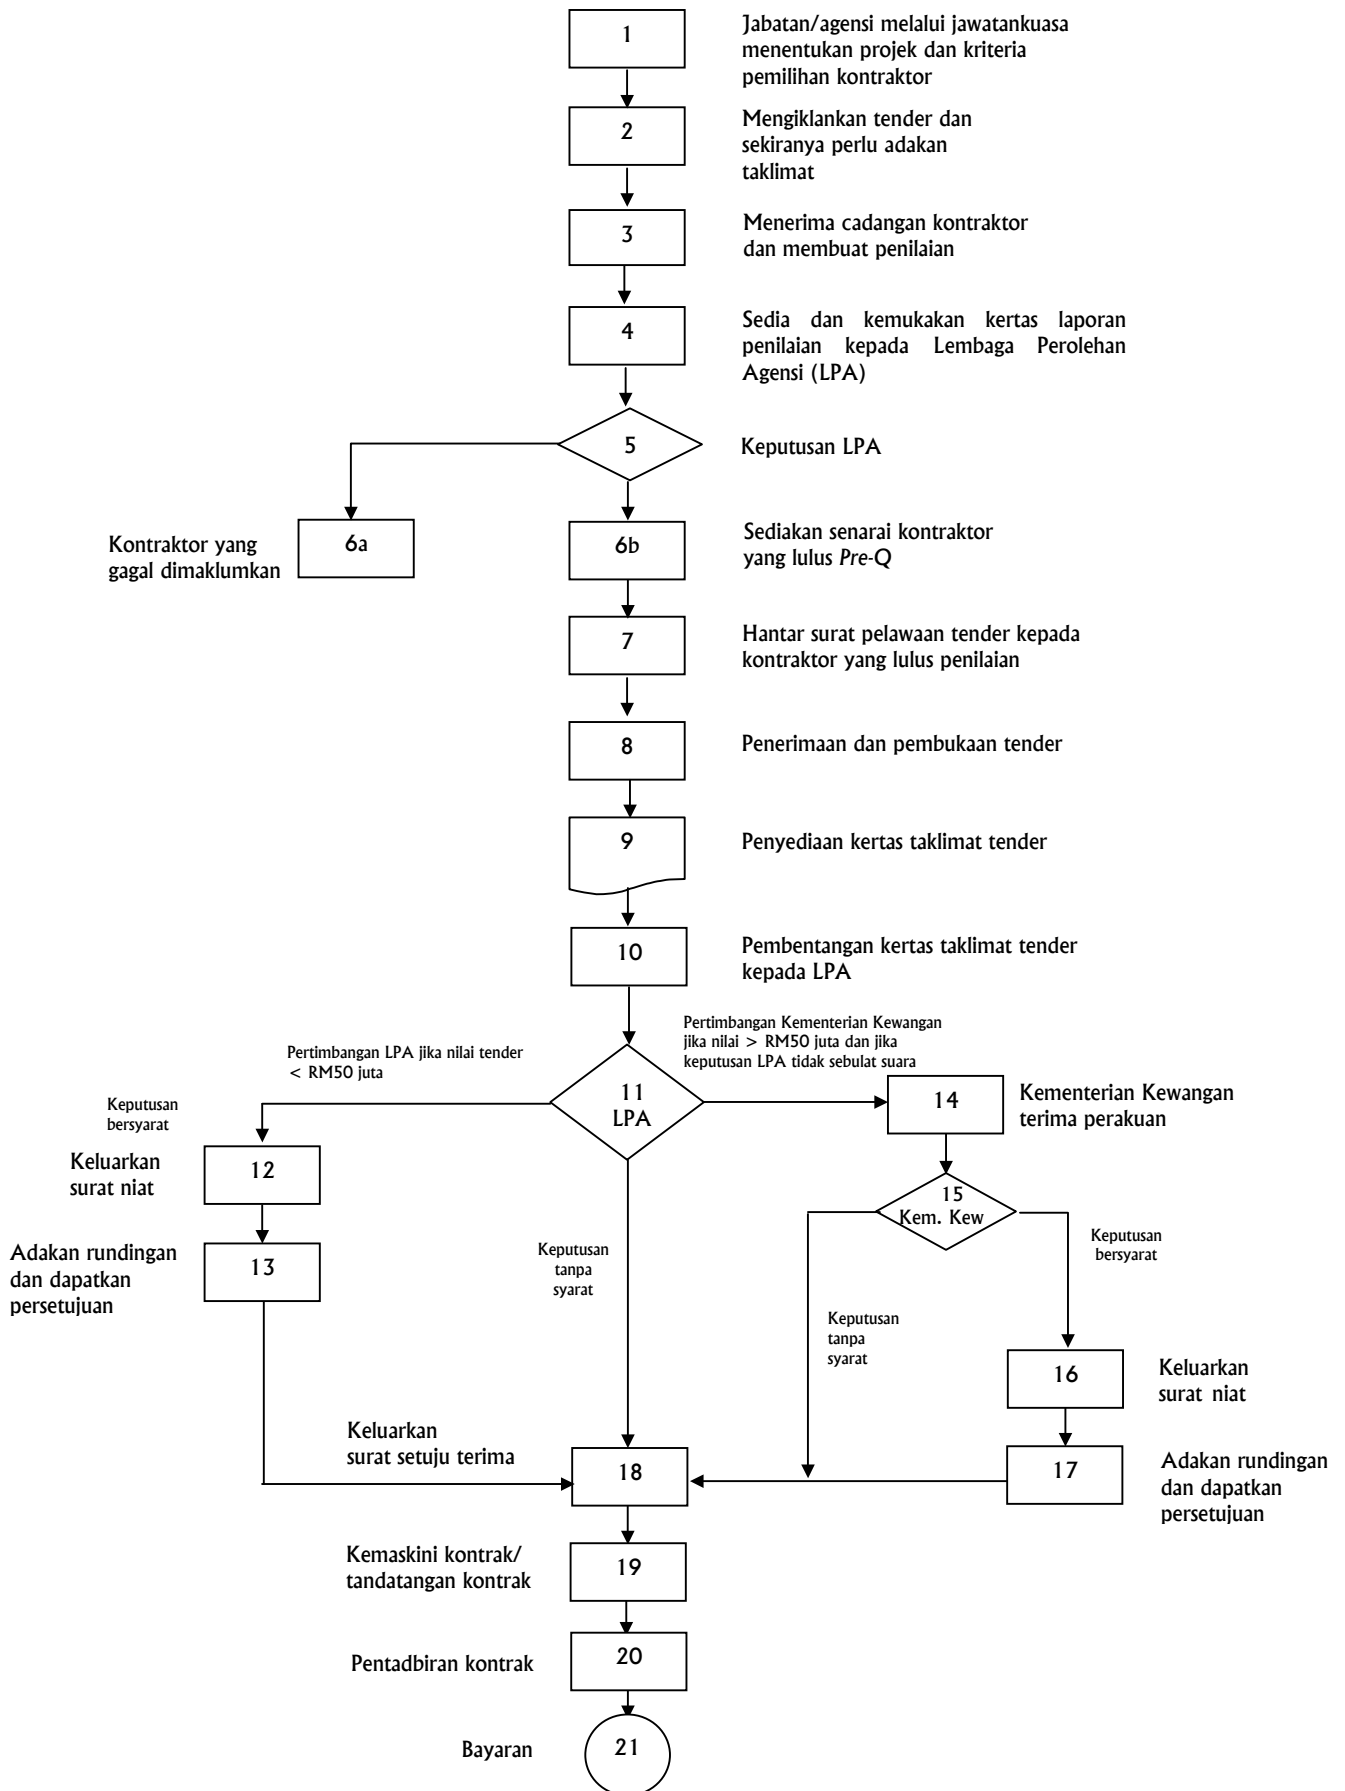 1
Jabatan/agensi melalui jawatankuasa
menentukan projek dan kriteria
pemilihan kontraktor
2
Mengiklankan tender dan
sekiranya perlu adakan
taklimat
3
Menerima cadangan kontraktor
dan membuat penilaian
4
Sedia dan kemukakan kertas laporan
penilaian kepada Lembaga Perolehan
Agensi (LPA)
5
Keputusan LPA
Kontraktor yang
gagal dimaklumkan
6a
6b
Sediakan senarai kontraktor
yang lulus Pre-Q
7
Hantar surat pelawaan tender kepada
kontraktor yang lulus penilaian
8
Penerimaan dan pembukaan tender
9
Penyediaan kertas taklimat tender
10
Pembentangan kertas taklimat tender
kepada LPA
Pertimbangan LPA jika nilai tender
< RM50 juta
Pertimbangan Kementerian Kewangan
jika nilai > RM50 juta dan jika
keputusan LPA tidak sebulat suara
11
LPA
Keputusan
bersyarat
14
Kementerian Kewangan
terima perakuan
Keluarkan
surat niat
12
15
Kem. Kew
Keputusan
bersyarat
Adakan rundingan
dan dapatkan
persetujuan
13
Keputusan
tanpa
syarat
Keputusan
tanpa
syarat
16
Keluarkan
surat niat
Keluarkan
surat setuju terima
18
17
Adakan rundingan
dan dapatkan
persetujuan
Kemaskini kontrak/
tandatangan kontrak
19
Pentadbiran kontrak
20
Bayaran
21